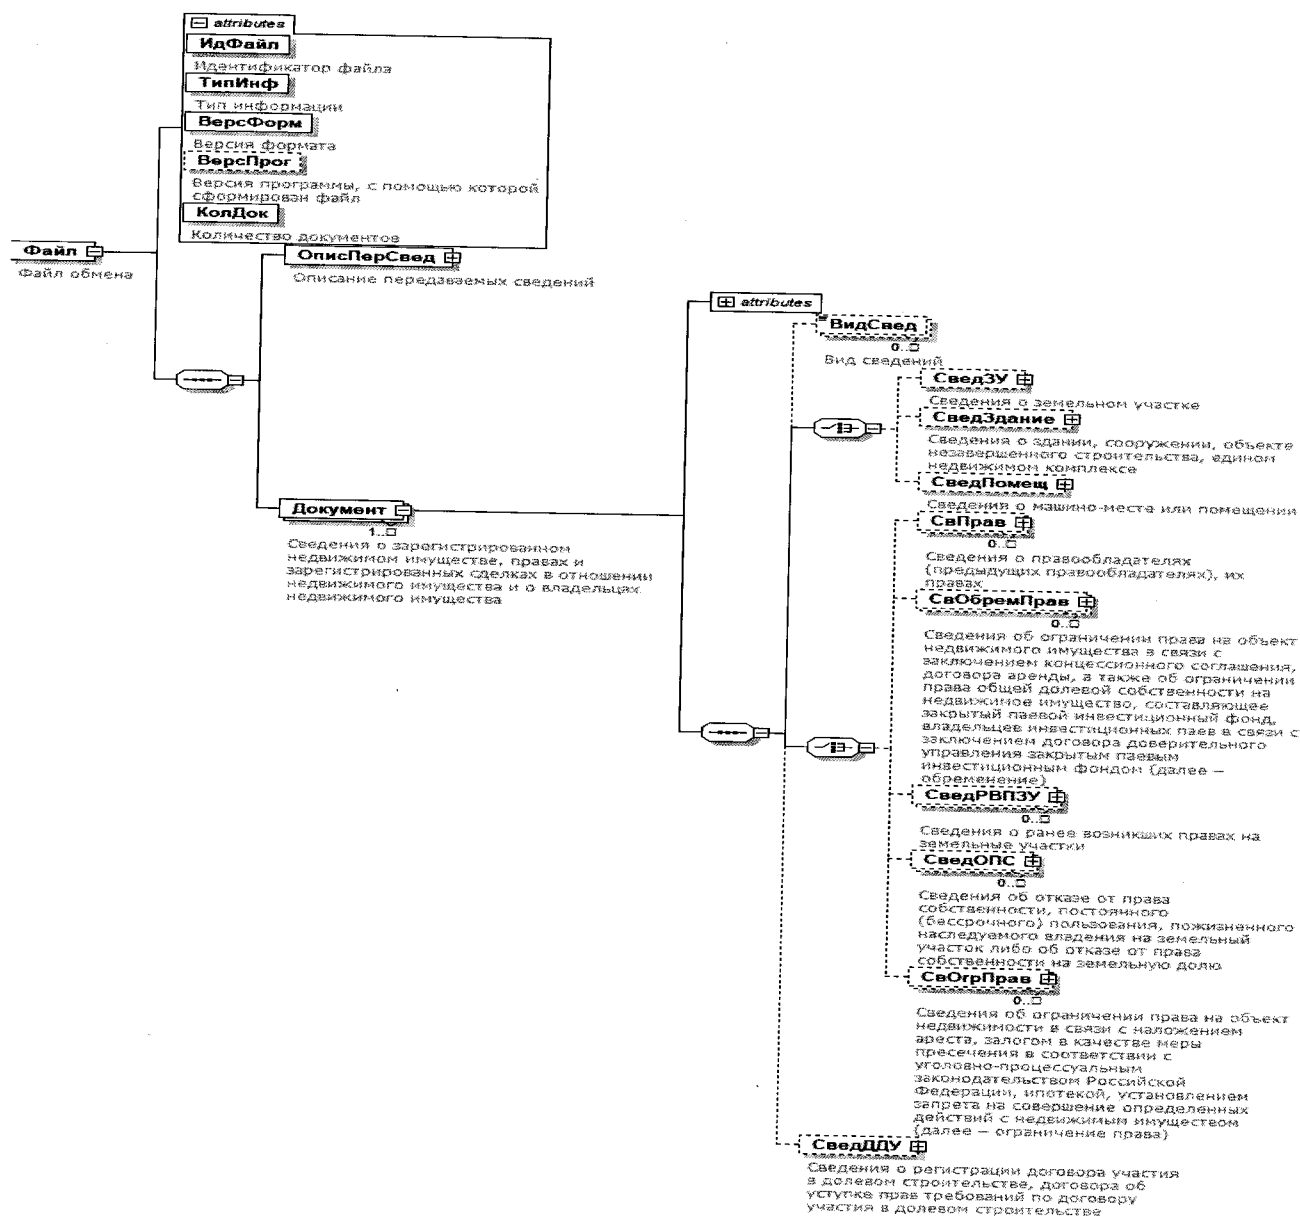 attributes
ИдФайл
Идентификатор файла
ТипИнф
Тип информации
ВерсФорм
Версия формата
ВерсПрог
Версия программы, с помощью которой
сформирован файл
КолДок
Количество документов
Файл
Файл обмена
ОписПерСвед
Описание передаваемых сведений
Документ
1..
Сведения о зарегистрированном
недвижимом имуществе, правах и
зарегистрированных сделках в отношении
недвижимого имущества и о владельцах
недвижимого имущества
attributes
ВидСвед
0..
Вид сведений
СведЗУ
Сведения о земельном участке
СведЗдание
Сведения о здании, сооружении, объекте
незавершенного строительства, едином
недвижимом комплексе
СведПомещ
Сведения о машино-месте или помещении
СвПрав
0..
Сведения о правообладателях
(предыдущих правообладателях), их
правах
СвОбремПрав
0..
Сведения об ограничении права на объект
недвижимого имущества в связи с
заключением концессионного соглашения,
договора аренды, а также об ограничении
права общей долевой собственности на
недвижимое имущество, составляющее
закрытый паевой инвестиционный фонд,
владельцев инвестиционных паев в связи с
заключением договора доверительного
управления закрытым паевым
инвестиционным фондом (далее –
обременение)
СведРВПЗУ
0..
Сведения о ранее возникших правах на
земельные участки
СведОПС
0..
Сведения об отказе от права
собственности, постоянного
(бессрочного) пользования, пожизненного
наследуемого владения на земельный
участок либо об отказе от права
собственности на земельную долю
СвОгрПрав
0..
Сведения об ограничении права на объект
недвижимости в связи с наложением
ареста, залогом в качестве меры
пресечения в соответствии с
уголовно-процессуальным
законодательством Российской
Федерации, ипотекой, установлением
запрета на совершение определенных
действий с недвижимым имуществом
(далее – ограничение права)
СведДДУ
Сведения о регистрации договора участия
в долевом строительстве, договора об
уступке прав требований по договору
участия в долевом строительстве